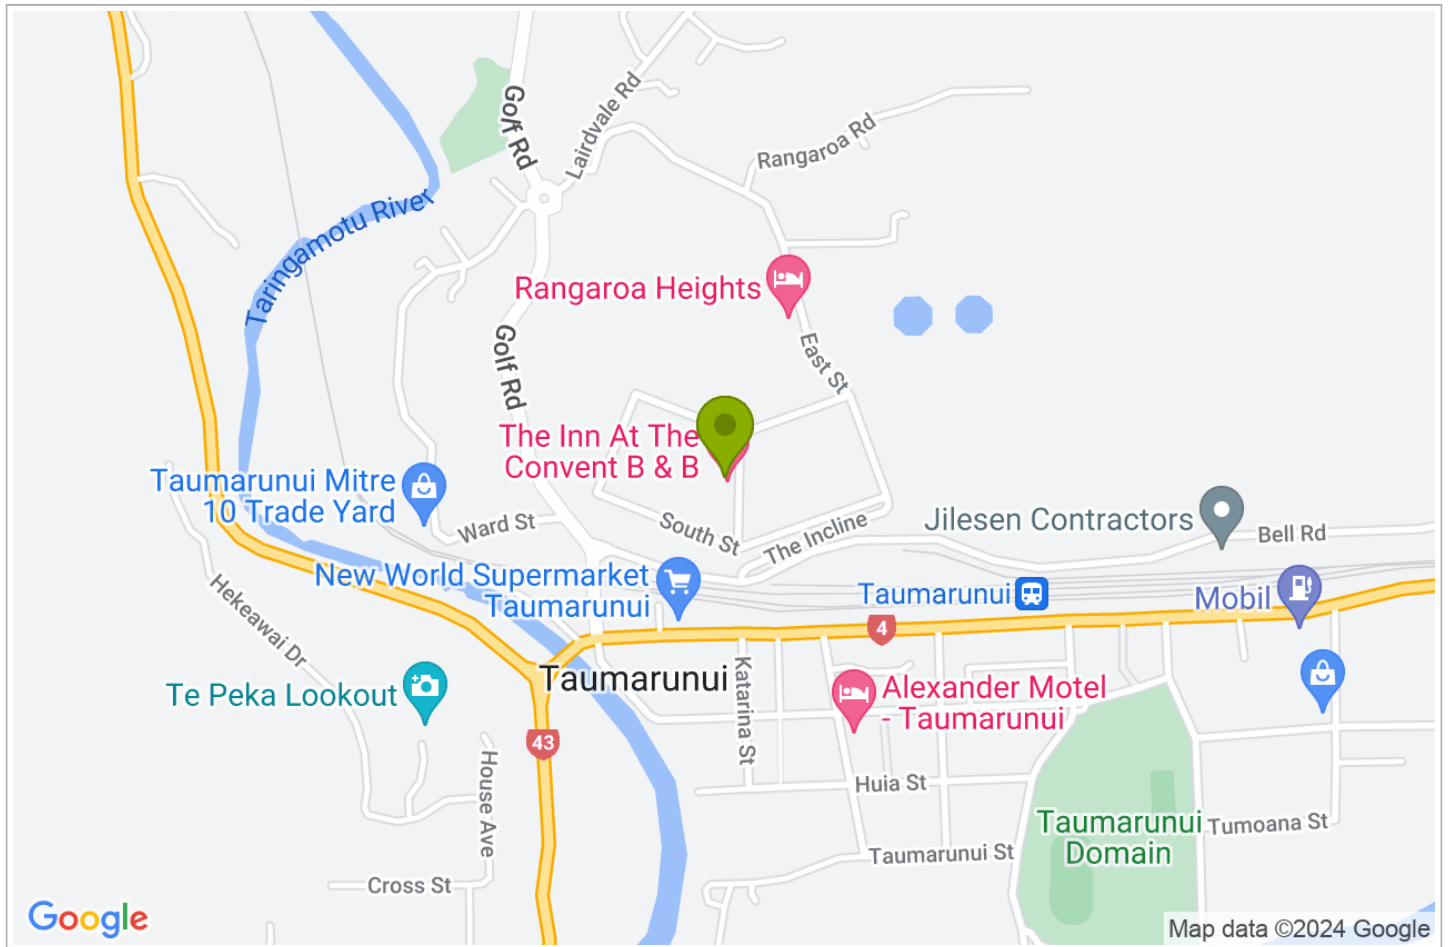 Golf Rd
Lairdvale Rd
Rangaroa Rd
Taringamotu River
Rangaroa Heights
East St
Golf Rd
The Inn At The
Convent B & B
Taumarunui Mitre
10 Trade Yard
Ward St
South St
The Incline
Jilesen Contractors
Bell Rd
New World Supermarket
Taumarunui
Taumarunui
Mobil
Hekeawai Dr
4
Te Peka Lookout
Taumarunui
Katarina St
Alexander Motel
- Taumarunui
43
House Ave
Huia St
Taumarunui
Domain
Tumoana St
Taumarunui St
Cross St
Google
Map data ©2024 Google